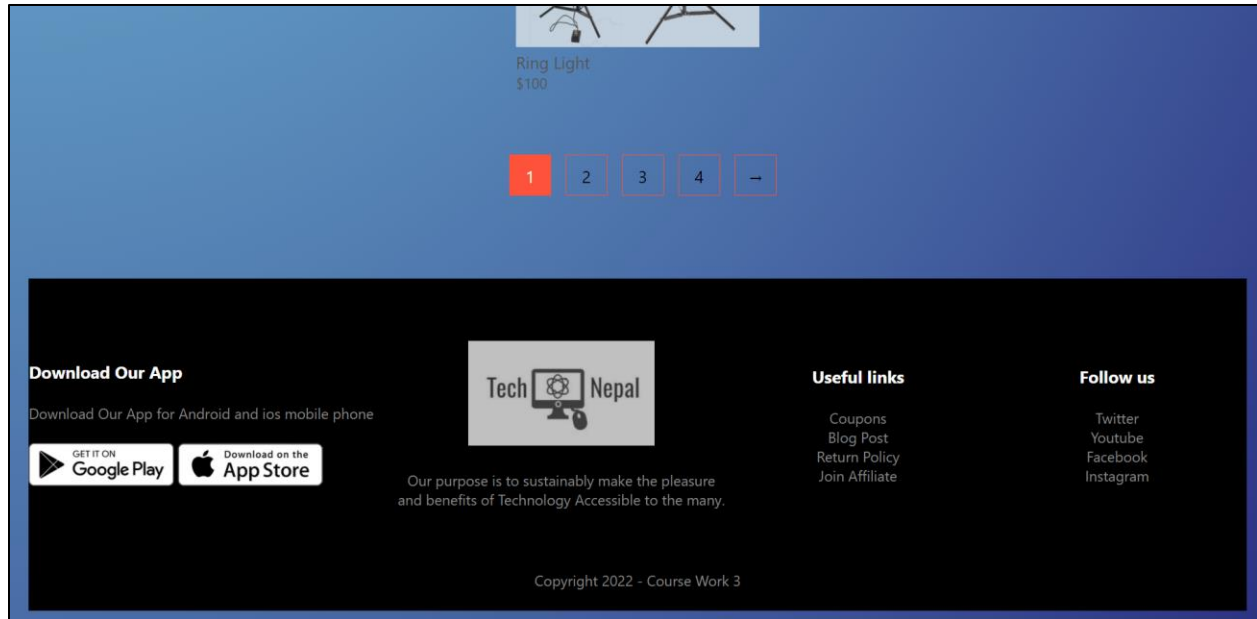 Ring Light
$100
1 2 3 4 →
Download Our App
Download Our App for Android and ios mobile phone
GET IT ON
Google Play
Download on the
App Store
Tech Nepal
Our purpose is to sustainably make the pleasure
and benefits of Technology Accessible to the many.
Useful links
Coupons
Blog Post
Return Policy
Join Affiliate
Follow us
Twitter
Youtube
Facebook
Instagram
Copyright 2022 - Course Work 3